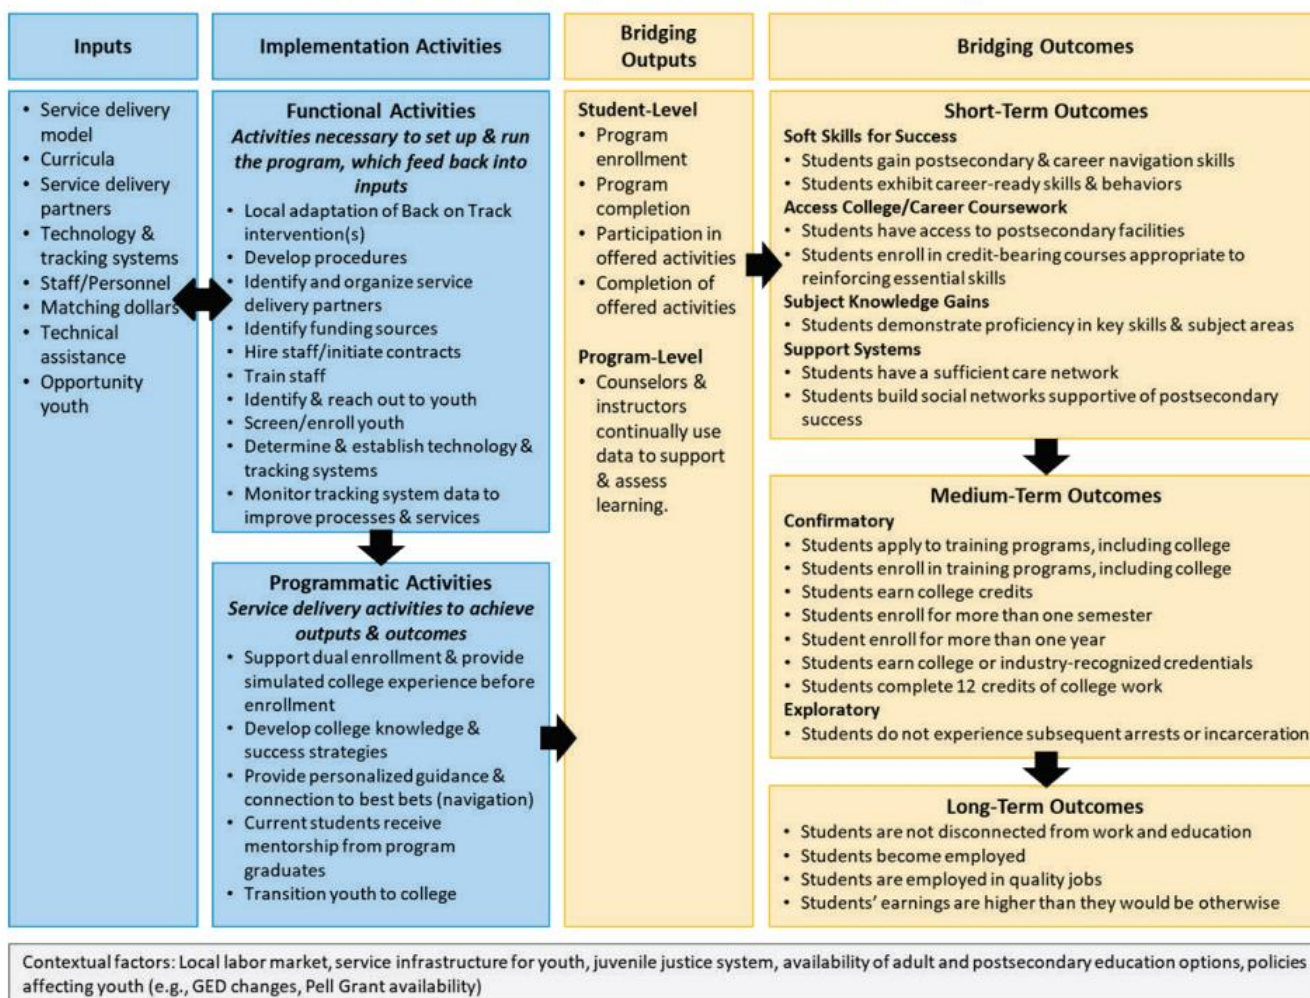 Inputs
Implementation Activities
Bridging
Outputs
Bridging Outcomes
• Service delivery
model
• Curricula
• Service delivery
partners
• Technology &
tracking systems
• Staff/Personnel
• Matching dollars
• Technical
assistance
• Opportunity
youth
Functional Activities
Activities necessary to set up & run
the program, which feed back into
inputs
• Local adaptation of Back on Track
intervention(s)
• Develop procedures
• Identify and organize service
delivery partners
• Identify funding sources
• Hire staff/initiate contracts
• Train staff
• Identify & reach out to youth
• Screen/enroll youth
• Determine & establish technology &
tracking systems
• Monitor tracking system data to
improve processes & services
Programmatic Activities
Service delivery activities to achieve
outputs & outcomes
• Support dual enrollment & provide
simulated college experience before
enrollment
• Develop college knowledge &
success strategies
• Provide personalized guidance &
connection to best bets (navigation)
• Current students receive
mentorship from program
graduates
• Transition youth to college
Student-Level
• Program
enrollment
• Program
completion
• Participation in
offered activities
• Completion of
offered activities
Program-Level
• Counselors &
instructors
continually use
data to support
& assess
learning.
Short-Term Outcomes
Soft Skills for Success
• Students gain postsecondary & career navigation skills
• Students exhibit career-ready skills & behaviors
Access College/Career Coursework
• Students have access to postsecondary facilities
• Students enroll in credit-bearing courses appropriate to
reinforcing essential skills
Subject Knowledge Gains
• Students demonstrate proficiency in key skills & subject areas
Support Systems
• Students have a sufficient care network
• Students build social networks supportive of postsecondary
success
Medium-Term Outcomes
Confirmatory
• Students apply to training programs, including college
• Students enroll in training programs, including college
• Students earn college credits
• Students enroll for more than one semester
• Student enroll for more than one year
• Students earn college or industry-recognized credentials
• Students complete 12 credits of college work
Exploratory
• Students do not experience subsequent arrests or incarceration
Long-Term Outcomes
• Students are not disconnected from work and education
• Students become employed
• Students are employed in quality jobs
• Students' earnings are higher than they would be otherwise
Contextual factors: Local labor market, service infrastructure for youth, juvenile justice system, availability of adult and postsecondary education options, policies
affecting youth (e.g., GED changes, Pell Grant availability)